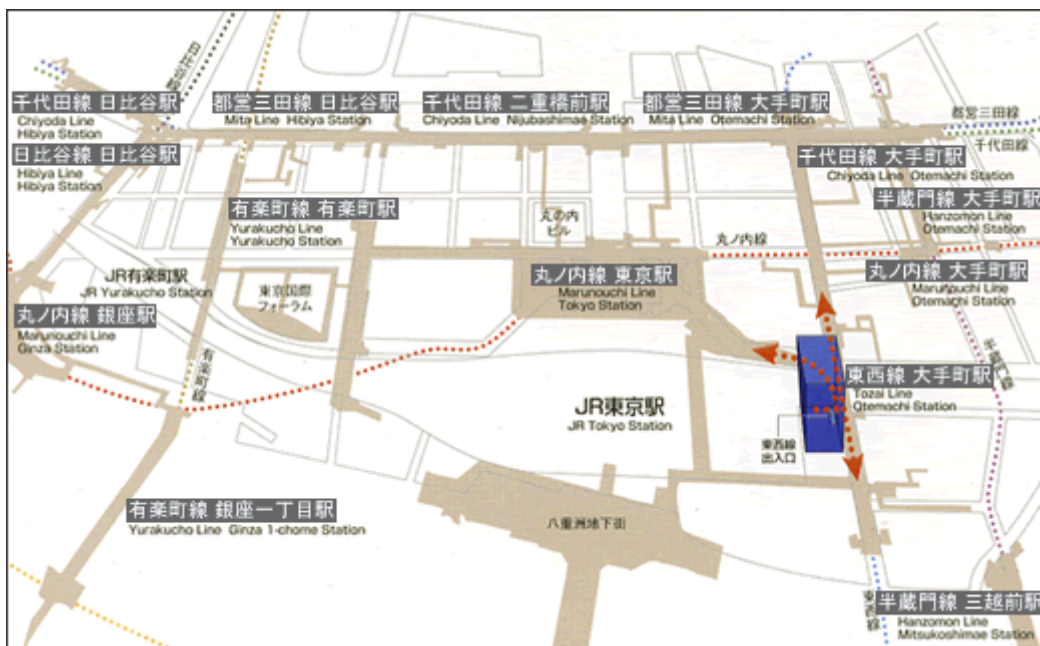 日比谷線
千代田線 日比谷駅
Chiyoda Line
Hibiya Station
都営三田線 日比谷駅
Mita Line Hibiya Station
千代田線 二重橋前駅
Chiyoda Line Nijubashimae Station
都営三田線 大手町駅
Mita Line Otemachi Station
都営三田線
千代田線
日比谷線 日比谷駅
Hibiya Line
Hibiya Station
千代田線 大手町駅
Chiyoda Line Otemachi Station
有楽町線 有楽町駅
Yurakucho Line
Yurakucho Station
丸の内
ビル
丸ノ内線
半蔵門線 大手町駅
Hanzomon Line
Otemachi Station
JR有楽町駅
JR Yurakucho Station
東京国際
フォーラム
丸ノ内線 東京駅
Marunouchi Line
Tokyo Station
丸ノ内線 大手町駅
Marunouchi Line
Otemachi Station
丸ノ内線 銀座駅
Marunouchi Line
Ginza Station
有楽町線
半蔵門線
東西線 大手町駅
Tozai Line
Otemachi Station
JR東京駅
JR Tokyo Station
東西線
出入口
有楽町線 銀座一丁目駅
Yurakucho Line Ginza 1-chome Station
八重洲地下街
東西線
半蔵門線 三越前駅
Hanzomon Line
Mitsukoshimae Station